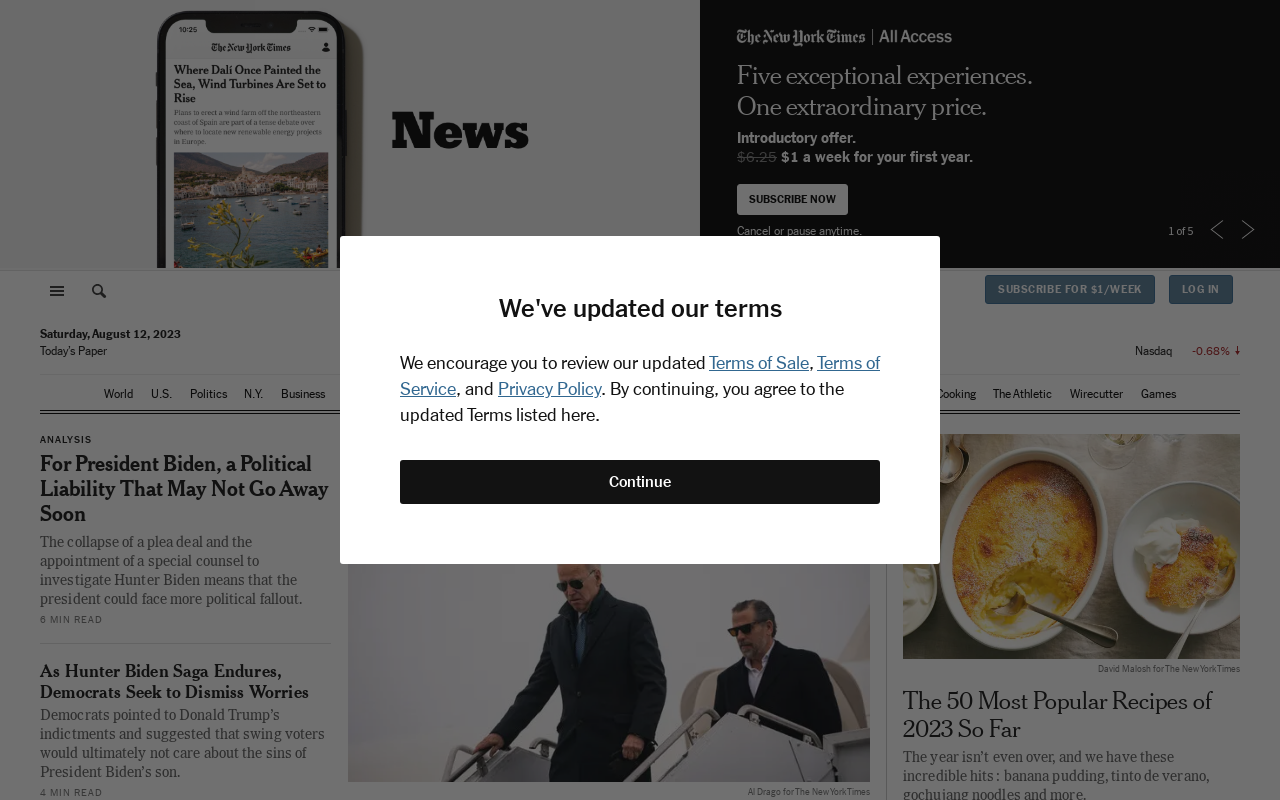 10:25
The New York Times
Where Dalí Once Painted the
Sea, Wind Turbines Are Set to
Rise
Plans to erect a wind farm off the northeastern
coast of Spain are part of a tense debate over
where to locate new renewable energy projects
in Europe.
News
The New York Times | All Access
Five exceptional experiences.
One extraordinary price.
Introductory offer.
$6.25 $1 a week for your first year.
SUBSCRIBE NOW
Cancel or pause anytime.
1 of 5
SUBSCRIBE FOR $1/WEEK
LOG IN
Saturday, August 12, 2023
Today's Paper
Nasdaq -0.68%
World U.S. Politics N.Y. Business
Cooking The Athletic Wirecutter Games
We've updated our terms
We encourage you to review our updated Terms of Sale, Terms of
Service, and Privacy Policy. By continuing, you agree to the
updated Terms listed here.
Continue
ANALYSIS
For President Biden, a Political
Liability That May Not Go Away
Soon
The collapse of a plea deal and the
appointment of a special counsel to
investigate Hunter Biden means that the
president could face more political fallout.
6 MIN READ
As Hunter Biden Saga Endures,
Democrats Seek to Dismiss Worries
Democrats pointed to Donald Trump's
indictments and suggested that swing voters
would ultimately not care about the sins of
President Biden's son.
4 MIN READ
Al Drago for The New York Times
David Malosh for The New York Times
The 50 Most Popular Recipes of
2023 So Far
The year isn't even over, and we have these
incredible hits: banana pudding, tinto de verano,
gochujang noodles and more.